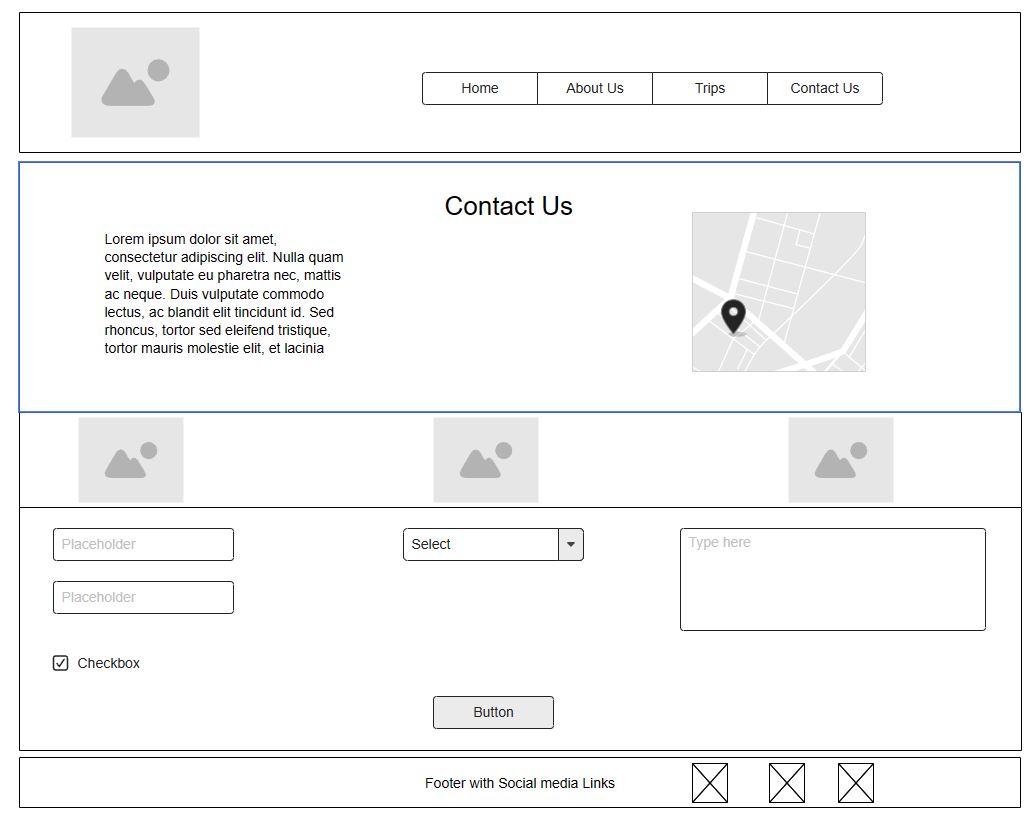 Home
About Us
Trips
Contact Us
Contact Us
Lorem ipsum dolor sit amet,
consectetur adipiscing elit. Nulla quam
velit, vulputate eu pharetra nec, mattis
ac neque. Duis vulputate commodo
lectus, ac blandit elit tincidunt id. Sed
rhoncus, tortor sed eleifend tristique,
tortor mauris molestie elit, et lacinia
Placeholder
Select
Type here
Placeholder
Checkbox
Button
Footer with Social media Links